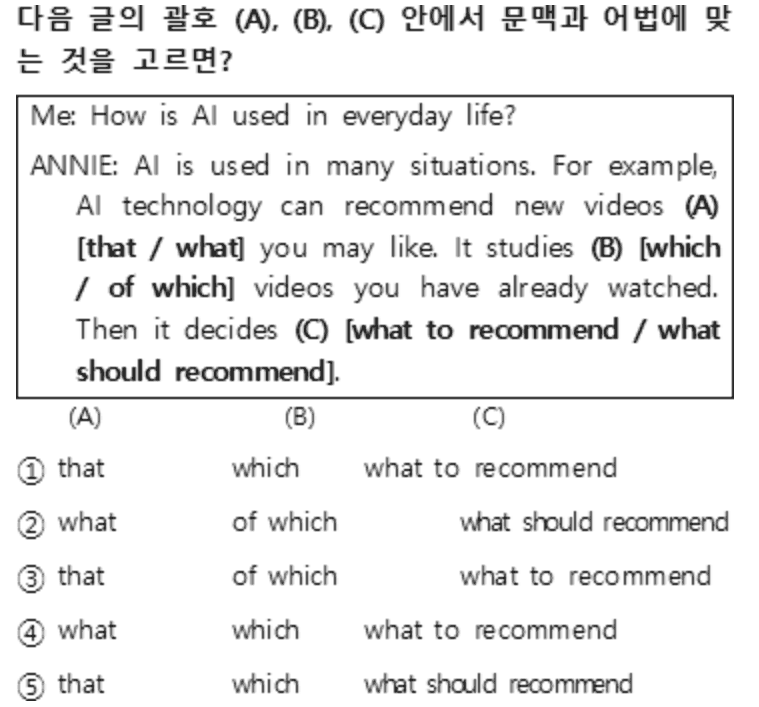 다음 글의 괄호 (A), (B), (C) 안에서 문맥과 어법에 맞
는 것을 고르면?
Me: How is AI used in everyday life?
ANNIE: AI is used in many situations. For example,
AI technology can recommend new videos (A)
[that / what] you may like. It studies (B) [which
/ of which] videos you have already watched.
Then it decides (C) [what to recommend / what
should recommend].
(A) (B) (C)
① that which what to recommend
② what of which what should recommend
③ that of which what to recommend
④ what which what to recommend
⑤ that which what should recommend